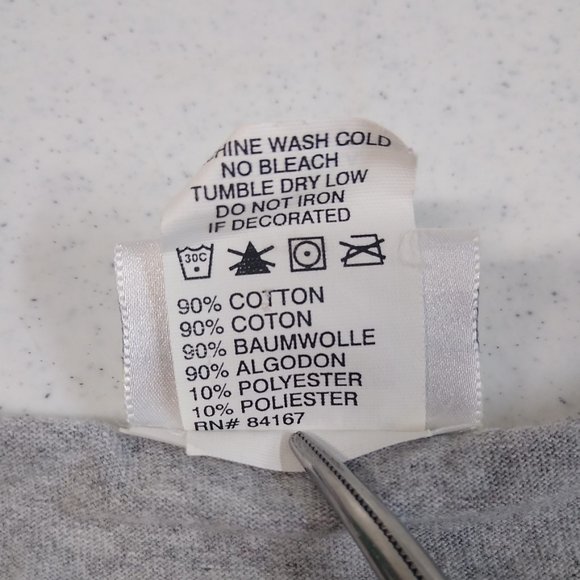 CHINE WASH COLD
NO BLEACH
TUMBLE DRY LOW
DO NOT IRON
IF DECORATED
30C
90% COTTON
90% COTON
90% BAUMWOLLE
90% ALGODON
10% POLYESTER
10% POLIESTER
RN# 84167